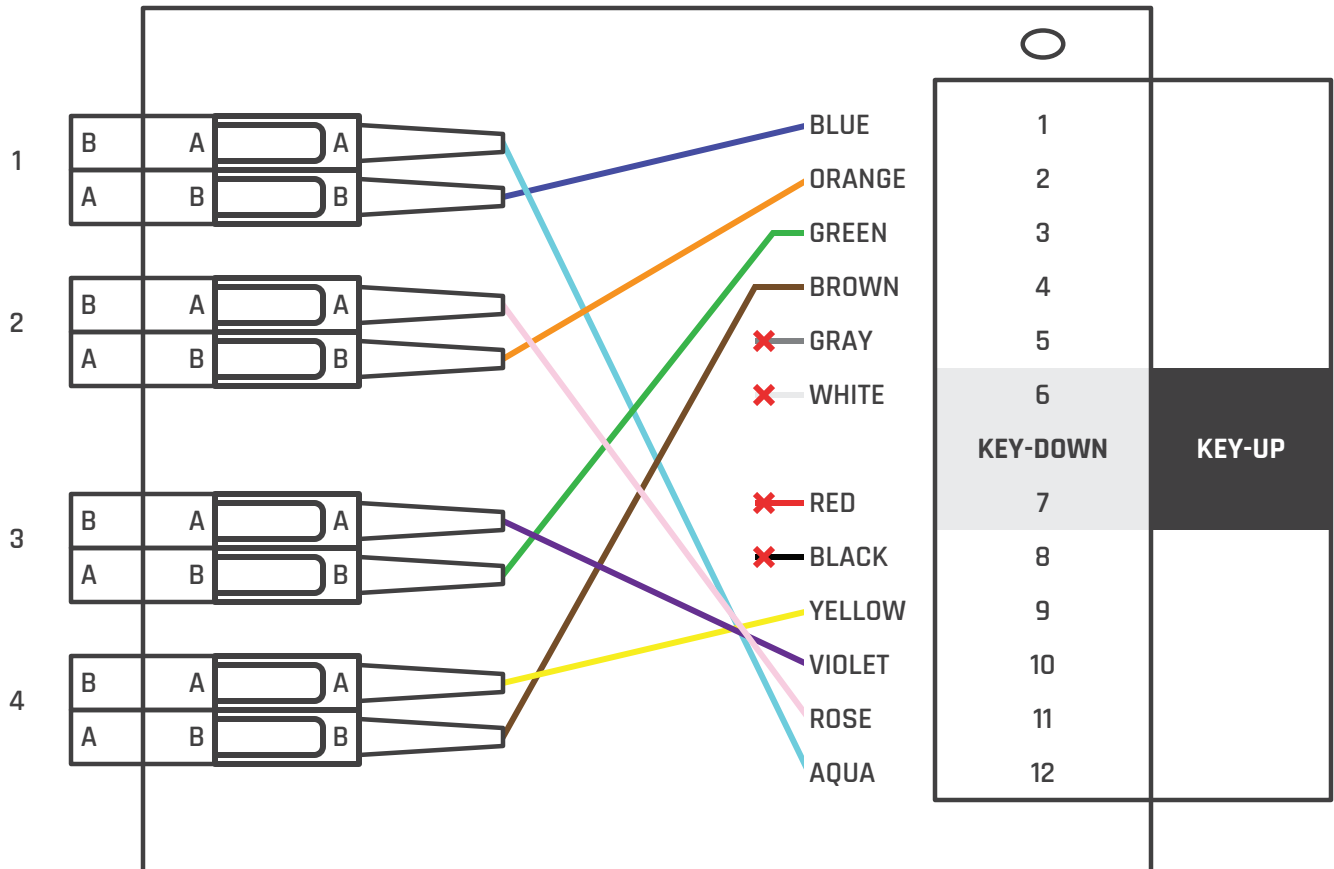 BLUE 1
B A A
1
ORANGE 2
A B B
GREEN 3
BROWN 4
B A A
2
GRAY 5
A B B
WHITE 6
KEY-DOWN KEY-UP
RED 7
B A A
3
BLACK 8
A B B
YELLOW 9
VIOLET 10
B A A
4
ROSE 11
A B B
AQUA 12